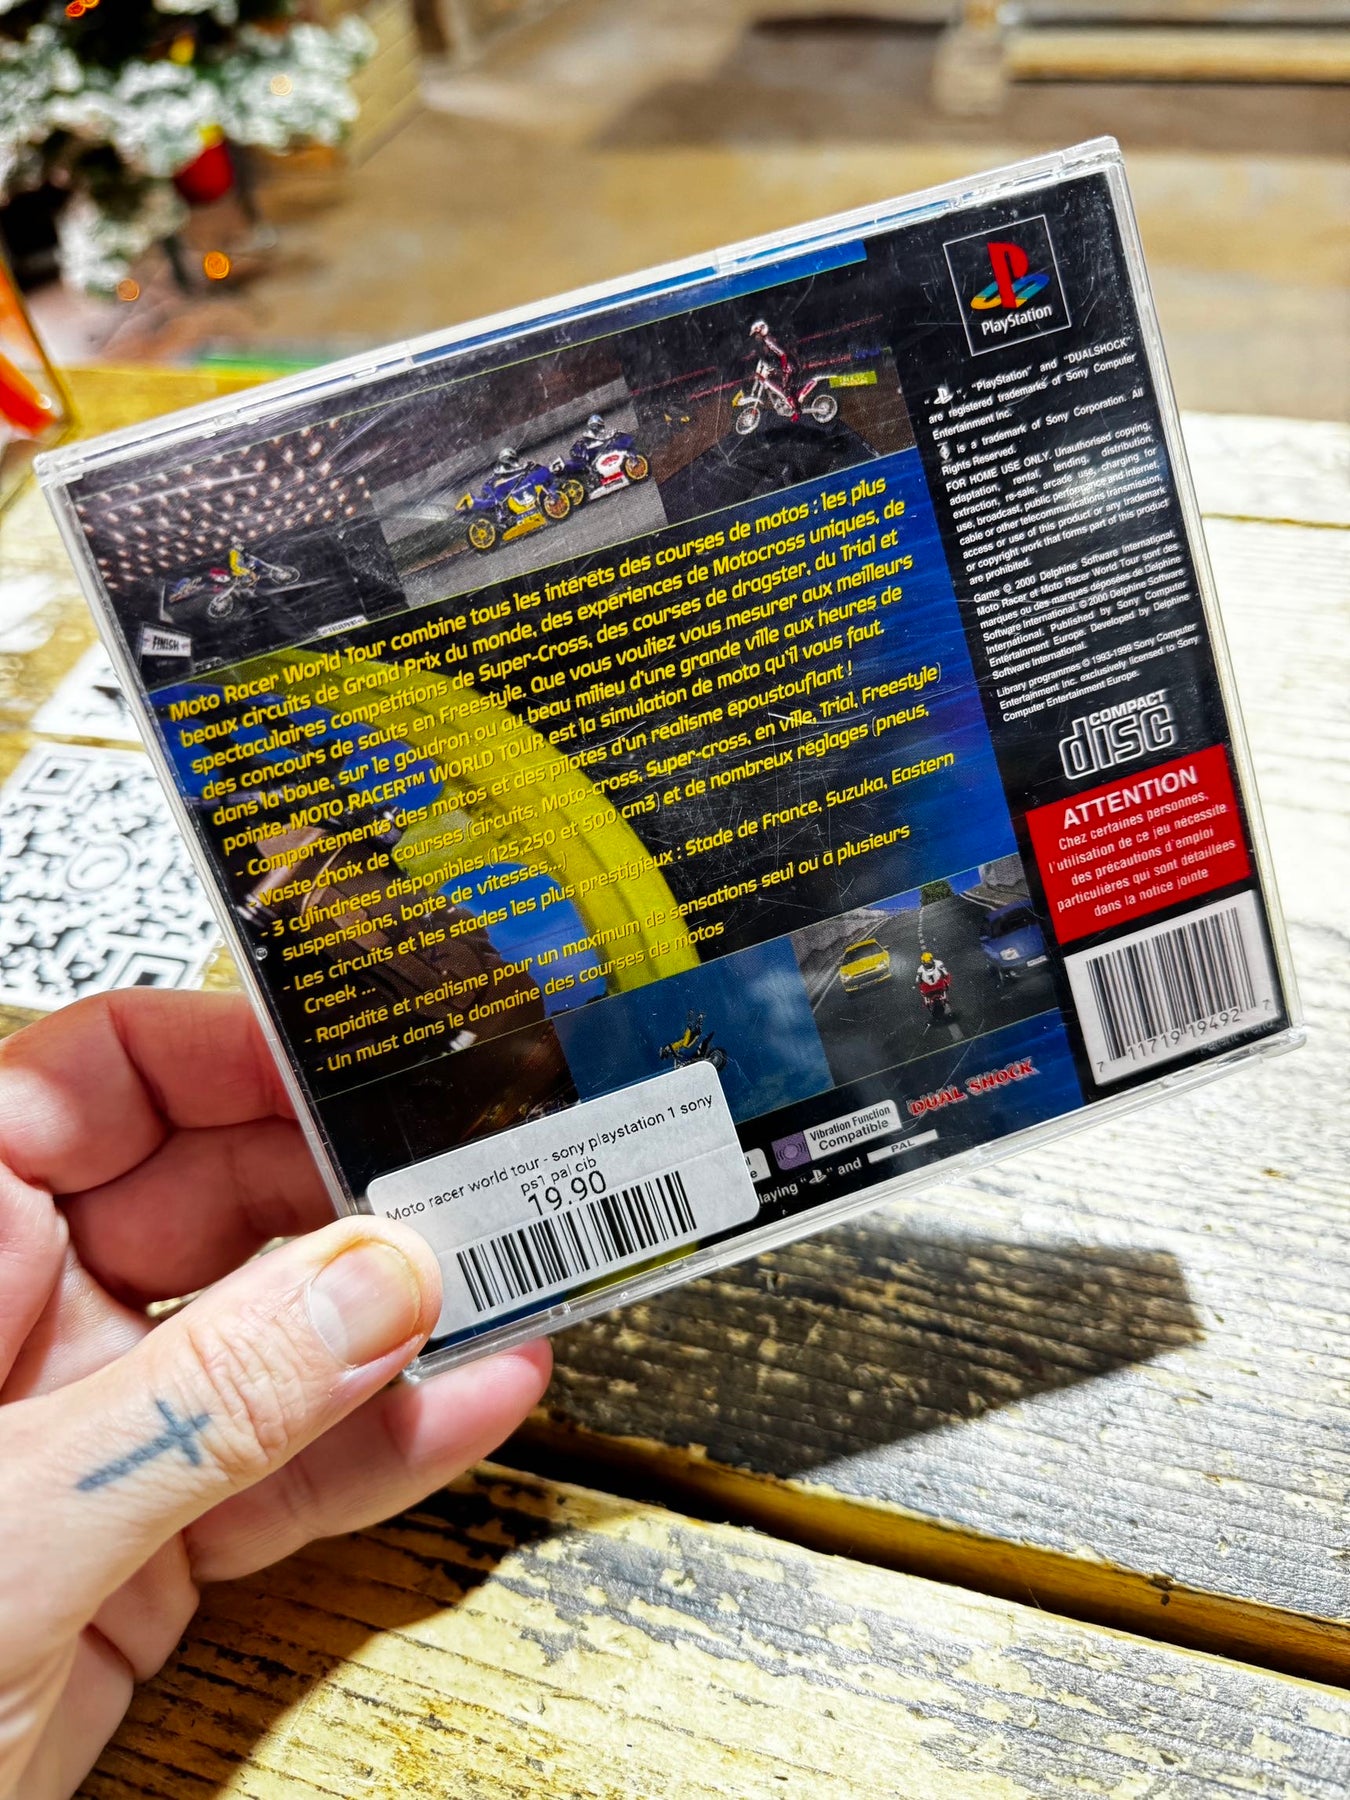 PlayStation
", "PlayStation" and "DUALSHOCK"
are registered trademarks of Sony Computer
Entertainment Inc.
is a trademark of Sony Corporation. All
Rights Reserved.
FOR HOME USE ONLY. Unauthorised copying,
adaptation, rental, lending, distribution,
extraction, re-sale, arcade use, charging for
use, broadcast, public performance and internet,
cable or other telecommunications transmission,
access or use of this product or any trademark
or copyright work that forms part of this product
are prohibited.
Game © 2000 Delphine Software International,
Moto Racer et Moto Racer World Tour sont des
marques ou des marques déposées de Delphine
Software International. © 2000 Delphine Software
International. Published by Sony Computer
Entertainment Europe. Developed by Delphine
Software International.
Library programes © 1993-1999 Sony Computer
Entertainment Inc. exclusively licensed to Sony
Computer Entertainment Europe.
COMPACT
disc
ATTENTION
Chez certaines personnes,
l'utilisation de ce jeu nécessite
des précautions d'emploi
particulières qui sont détaillées
dans la notice jointe
7 11719 19492 7
FINISH
Moto Racer World Tour combine tous les intérêts des courses de motos : les plus
beaux circuits de Grand Prix du monde, des expériences de Motocross uniques, de
spectaculaires compétitions de Super-Cross, des courses de dragster, du Trial et
des concours de sauts en Freestyle. Que vous vouliez vous mesurer aux meilleurs
dans la boue, sur le goudron ou au beau milieu d'une grande ville aux heures de
pointe, MOTO RACER™ WORLD TOUR est la simulation de moto qu'il vous faut.
- Comportements des motos et des pilotes d'un réalisme époustouflant !
- Vaste choix de courses (circuits, Moto-cross, Super-cross, en ville, Trial, Freestyle)
- 3 cylindrées disponibles (125,250 et 500 cm3) et de nombreux réglages (pneus,
suspensions, boîte de vitesses...)
- Les circuits et les stades les plus prestigieux : Stade de France, Suzuka, Eastern
Creek ...
- Rapidité et réalisme pour un maximum de sensations seul ou à plusieurs
- Un must dans le domaine des courses de motos
Vibration Function
Compatible
DUAL SHOCK
laying " " and PAL
Moto racer world tour - sony playstation 1 sony
ps1 pal cib
19.90